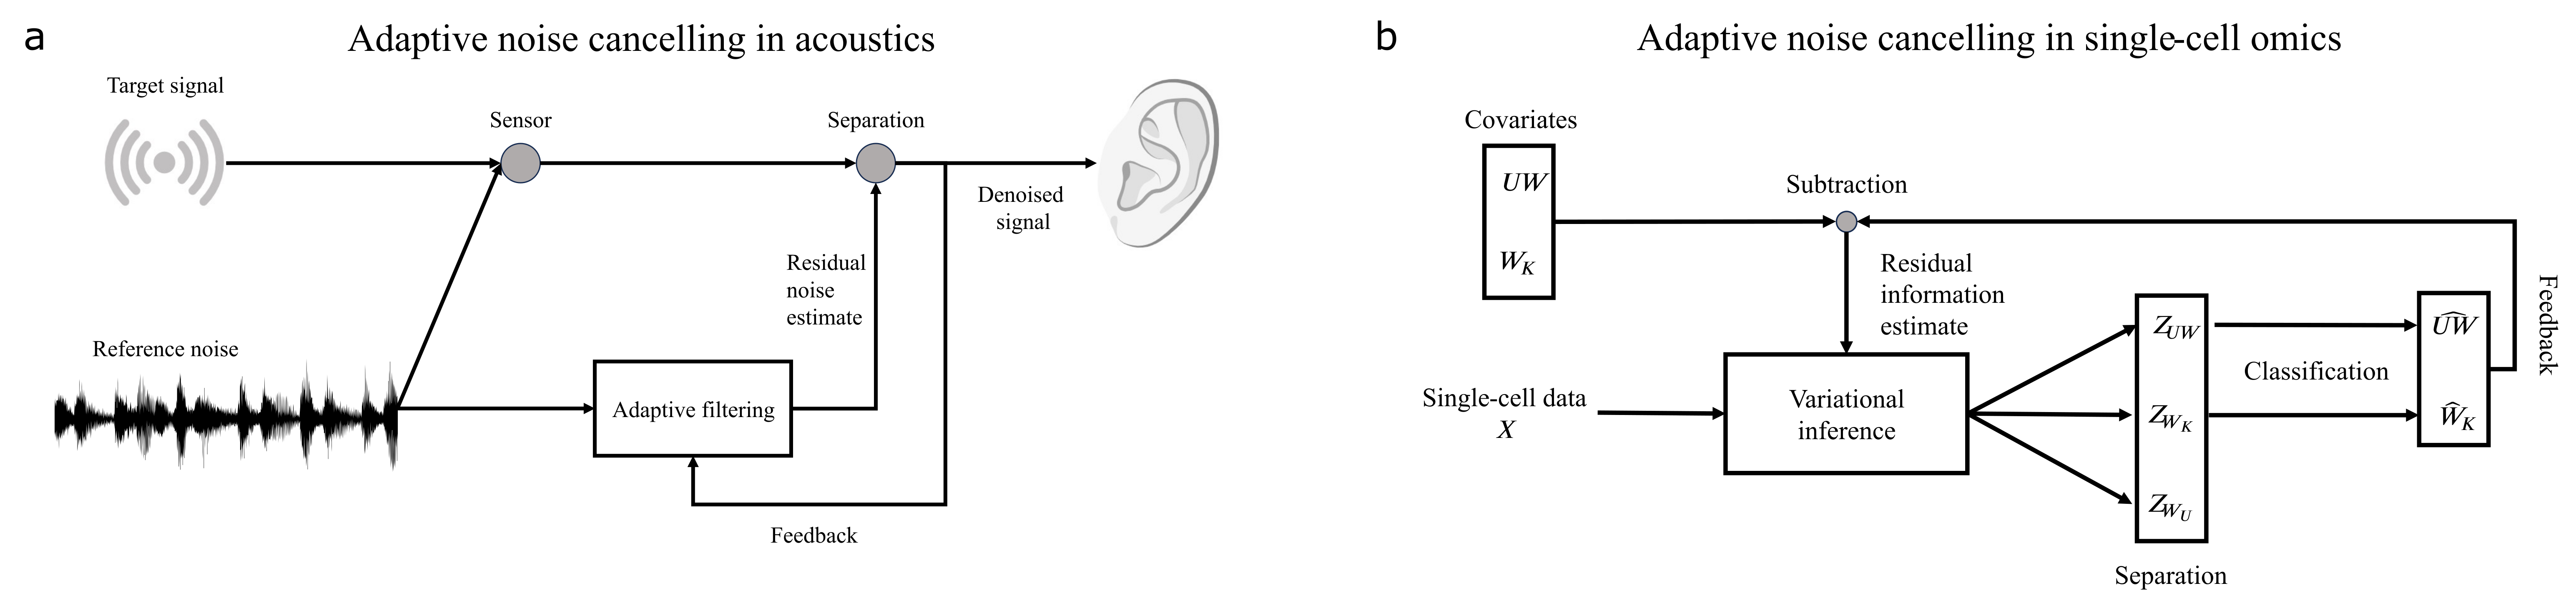 a
Adaptive noise cancelling in acoustics
Target signal
Sensor
Separation
Denoised
signal
Residual
noise
estimate
Reference noise
Adaptive filtering
Feedback
b
Adaptive noise cancelling in single-cell omics
Covariates
UW
W_K
Subtraction
Residual
information
estimate
Feedback
Single-cell data
X
Variational
inference
Z_{UW}
Z_{W_K}
Z_{W_U}
Classification
\widehat{UW}
\widehat{W}_K
Separation